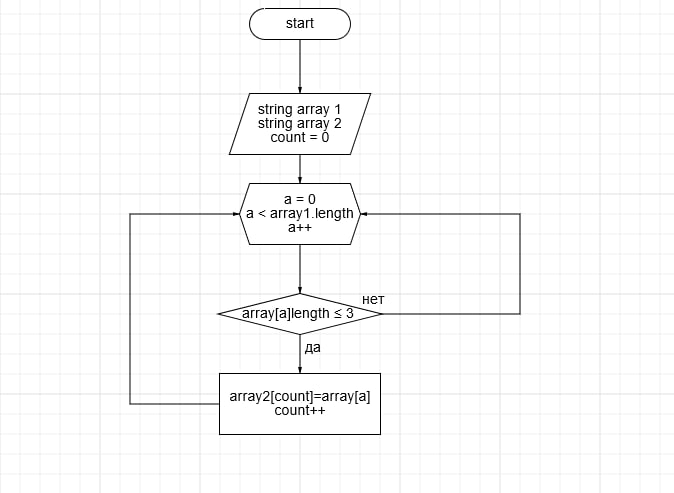 start
string array 1
string array 2
count = 0
a = 0
a < array1.length
a++
нет
array[a]length ≤ 3
да
array2[count]=array[a]
count++